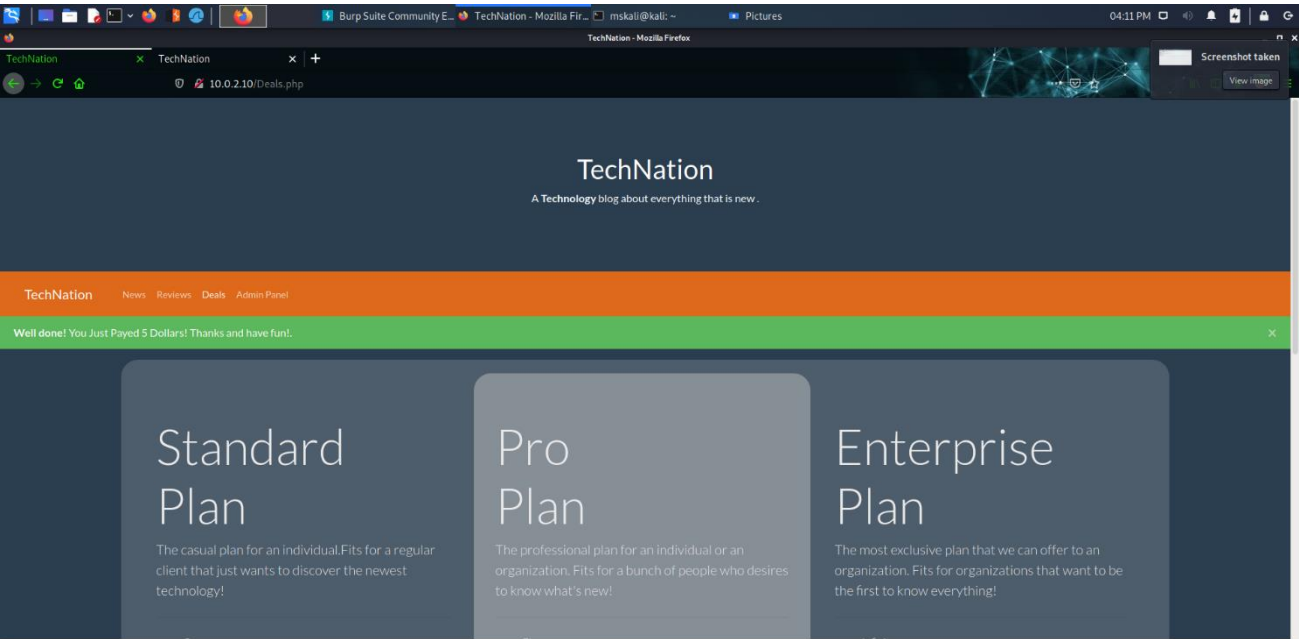 Burp Suite Community E...
TechNation - Mozilla Fir...
mskali@kali: ~
Pictures
04:11 PM
TechNation - Mozilla Firefox
TechNation
TechNation
Screenshot taken
View image
10.0.2.10/Deals.php
TechNation
A Technology blog about everything that is new .
TechNation News Reviews Deals Admin Panel
Well done! You Just Payed 5 Dollars! Thanks and have fun!.
Standard
Plan
The casual plan for an individual.Fits for a regular
client that just wants to discover the newest
technology!
Pro
Plan
The professional plan for an individual or an
organization. Fits for a bunch of people who desires
to know what's new!
Enterprise
Plan
The most exclusive plan that we can offer to an
organization. Fits for organizations that want to be
the first to know everything!